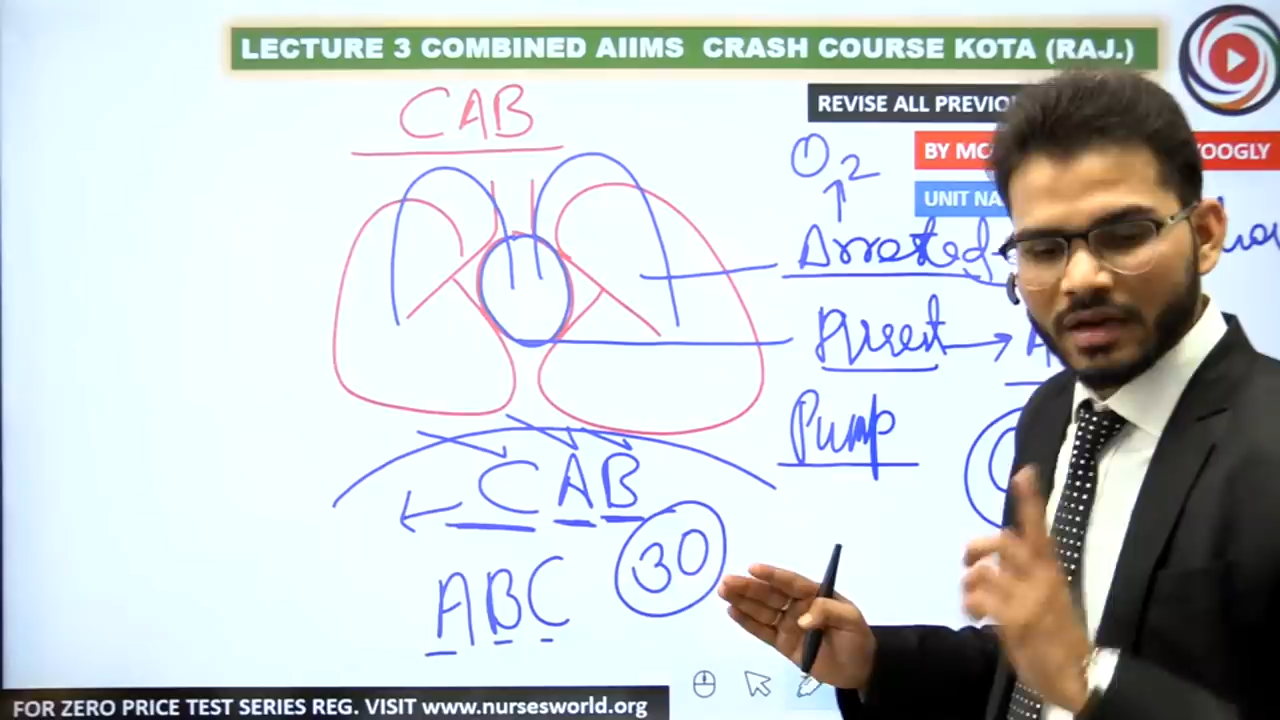 LECTURE 3 COMBINED AIIMS CRASH COURSE KOTA (RAJ.)
CAB
REVISE ALL PREVIO
O2
BY MC
OOGLY
UNIT NA
Arrested
Arrest
A
Pump
CAB
30
ABC
FOR ZERO PRICE TEST SERIES REG. VISIT www.nursesworld.org